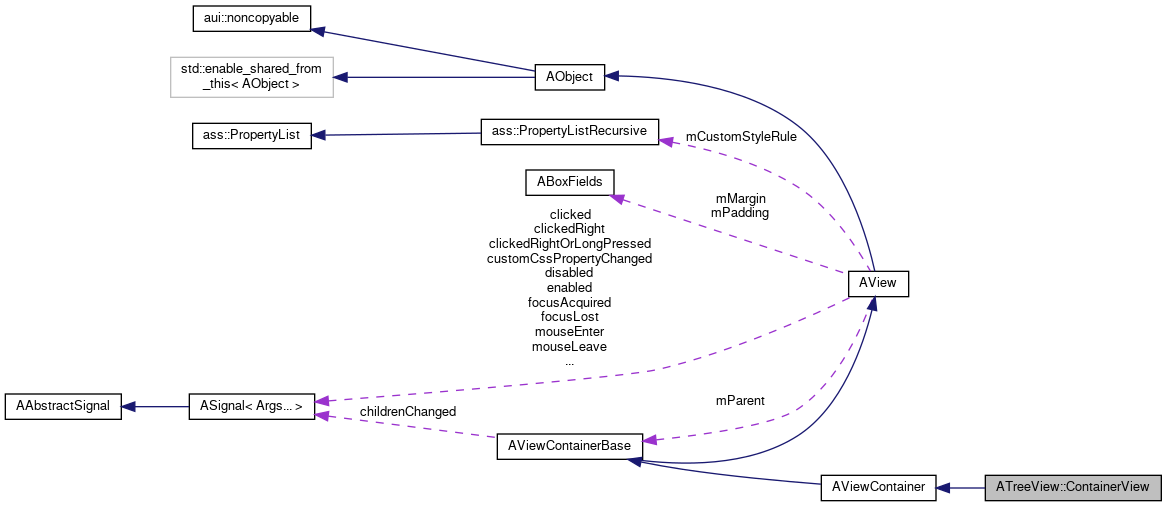 aui::noncopyable
std::enable_shared_from
_this< AObject >
AObject
ass::PropertyList
ass::PropertyListRecursive
mCustomStyleRule
ABoxFields
mMargin
mPadding
clicked
clickedRight
clickedRightOrLongPressed
customCssPropertyChanged
disabled
enabled
focusAcquired
focusLost
mouseEnter
mouseLeave
...
AView
AAbstractSignal
ASignal< Args... >
childrenChanged
mParent
AViewContainerBase
AViewContainer
ATreeView::ContainerView